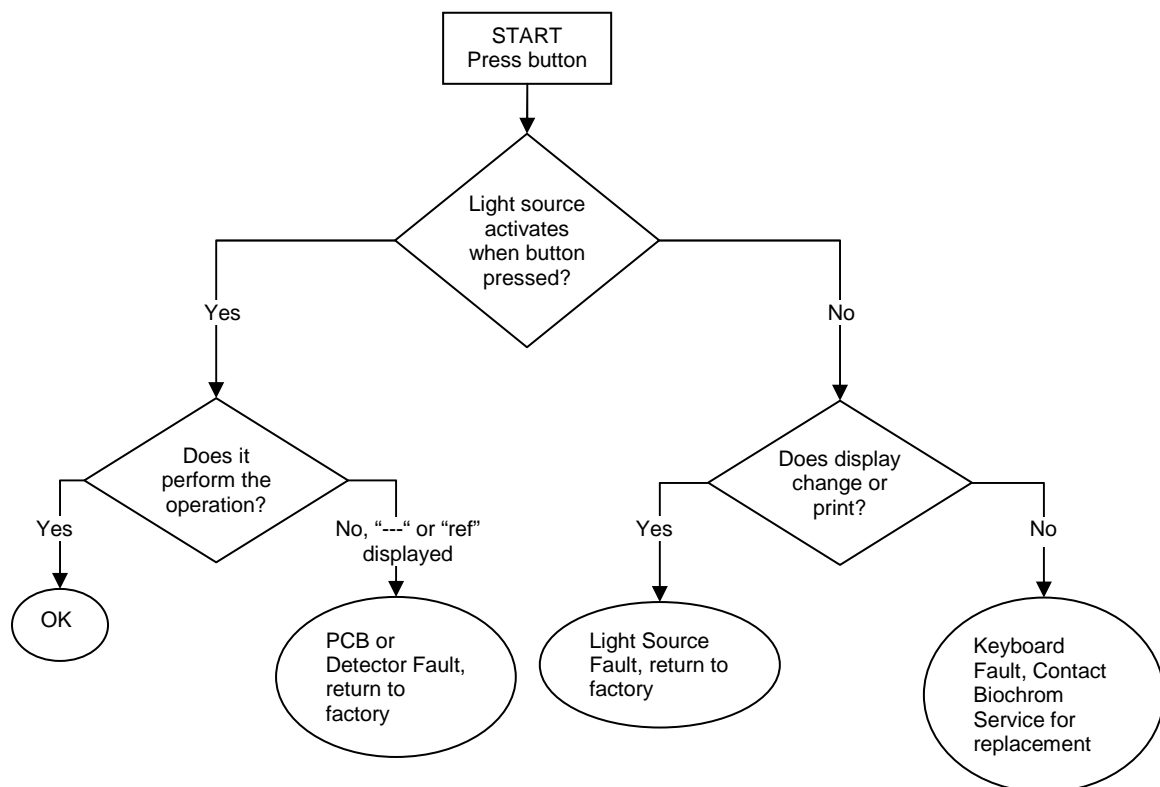 START
Press button
Light source
activates
when button
pressed?
Yes
No
Does it
perform the
operation?
Does display
change or
print?
Yes
No, “---“ or “ref”
displayed
Yes
No
OK
PCB or
Detector Fault,
return to
factory
Light Source
Fault, return to
factory
Keyboard
Fault, Contact
Biochrom
Service for
replacement